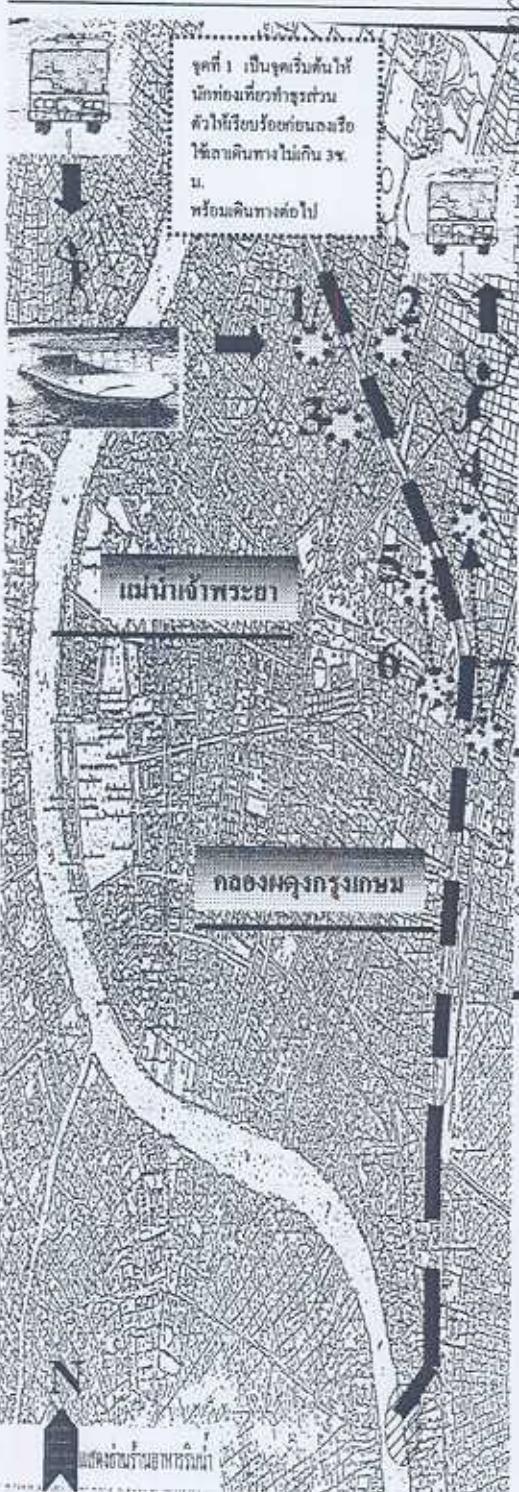 จุดที่ 1 เป็นจุดเริ่มต้นให้
นักท่องเที่ยวทำธุรส่วน
ตัวให้เรียบร้อยก่อนลงเรือ
ใช้เลาเดินทางไม่เกิน 3ช.
ม.
พร้อมเดินทางต่อไป
1
2
3
4
5
6
7
แม่น้ำเจ้าพระยา
คลองผดุงกรุงเกษม
N
แสดงย่านร้านอาหารริมน้ำ